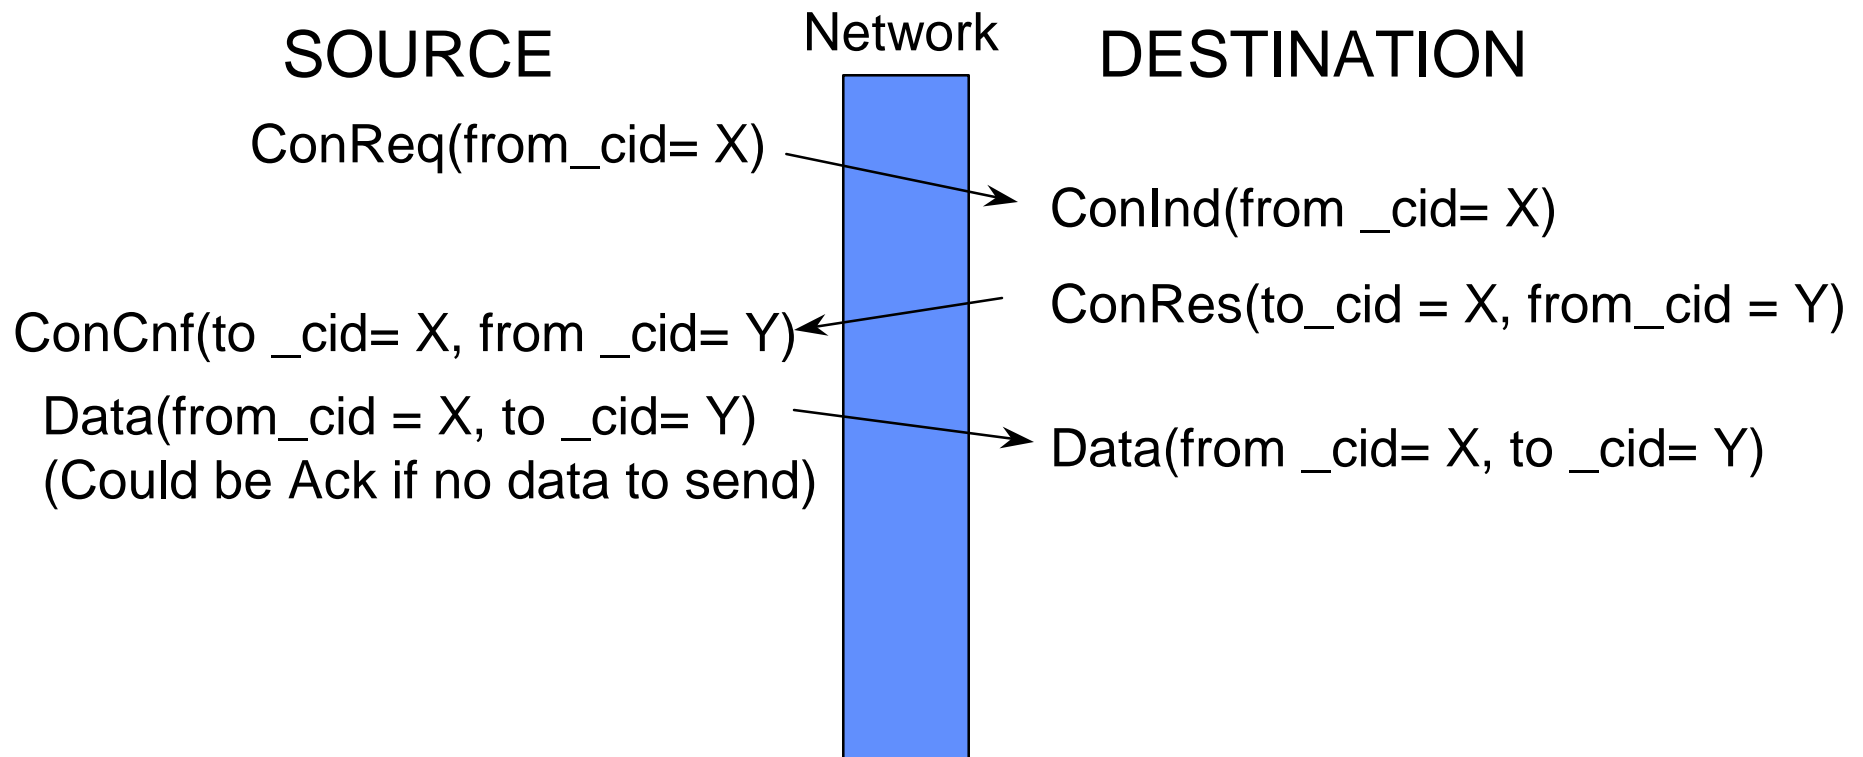 SOURCE
Network
DESTINATION
ConReq(from_cid= X)
ConInd(from _cid= X)
ConRes(to_cid = X, from_cid = Y)
ConCnf(to _cid= X, from _cid= Y)
Data(from_cid = X, to _cid= Y)
(Could be Ack if no data to send)
Data(from _cid= X, to _cid= Y)